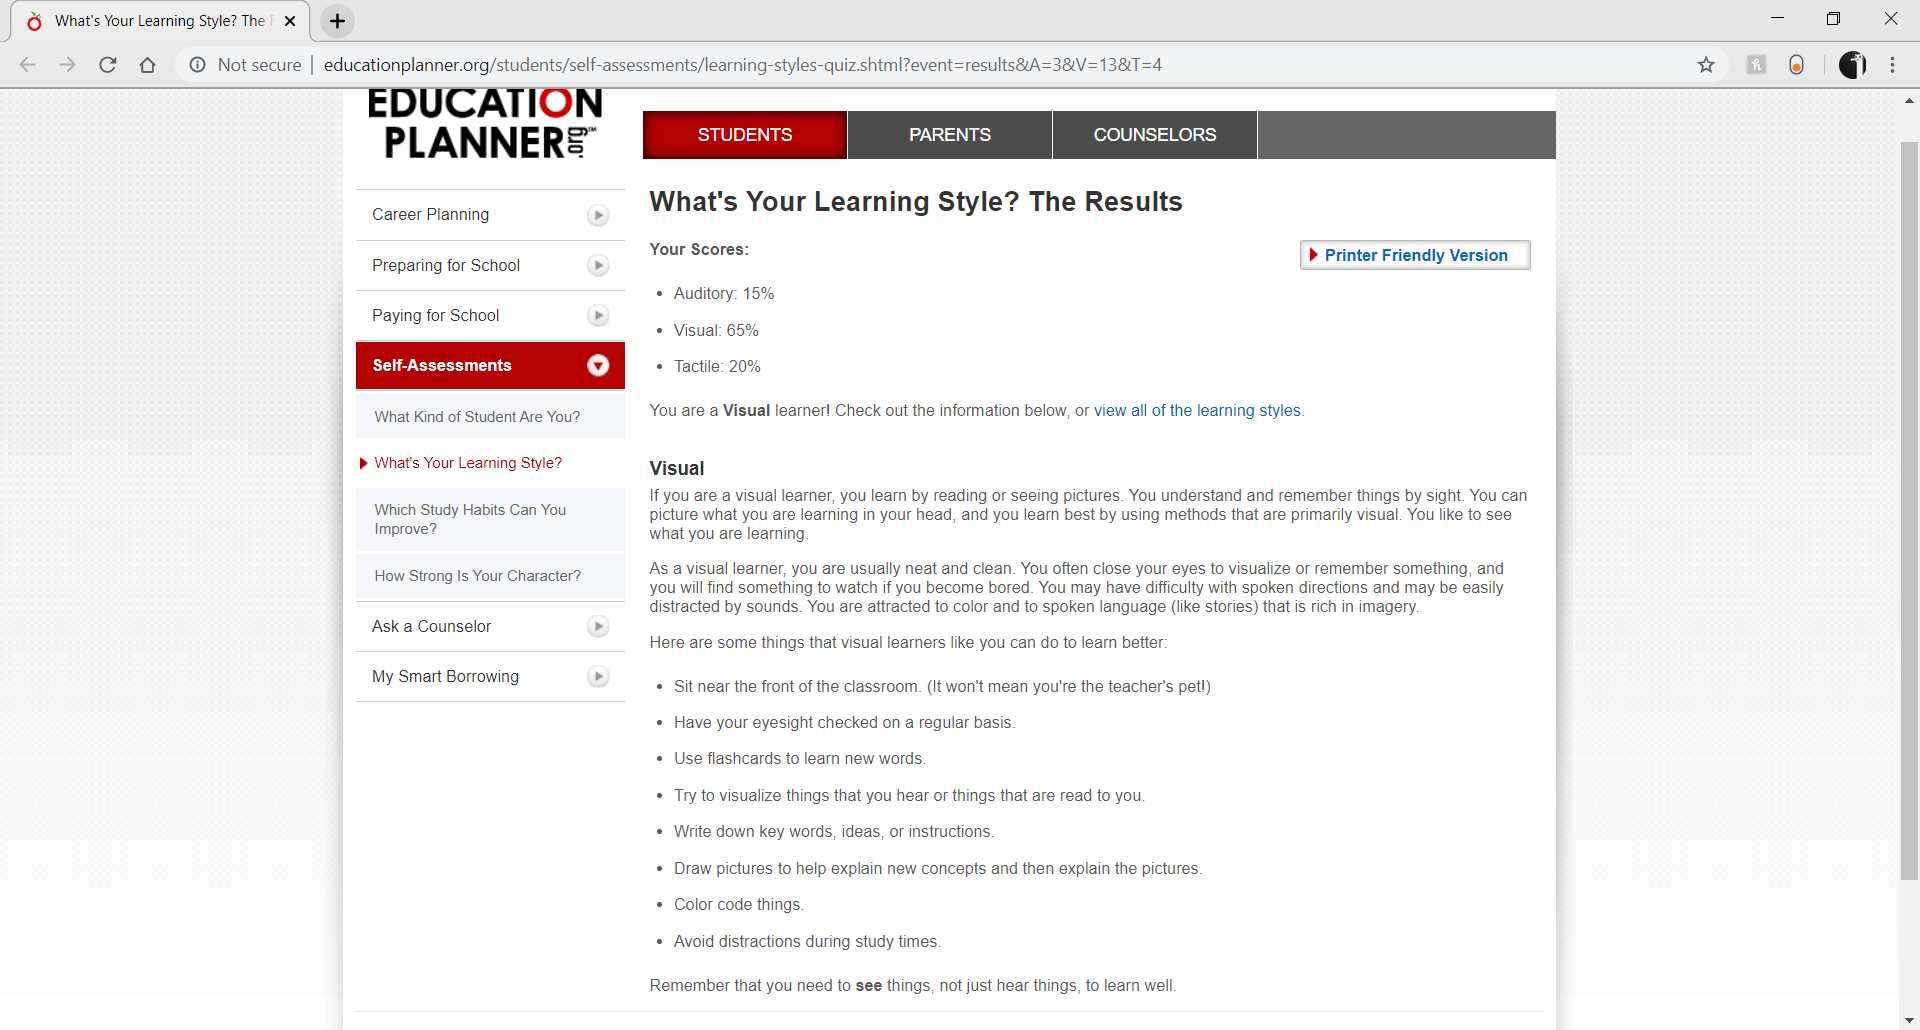 What's Your Learning Style? The
Not secure | educationplanner.org/students/self-assessments/learning-styles-quiz.shtml?event=results&A=3&V=13&T=4
EDUCATION
PLANNER.org
SM
STUDENTS
PARENTS
COUNSELORS
Career Planning
Preparing for School
Paying for School
Self-Assessments
What Kind of Student Are You?
What's Your Learning Style?
Which Study Habits Can You
Improve?
How Strong Is Your Character?
Ask a Counselor
My Smart Borrowing
What's Your Learning Style? The Results
Your Scores:
Printer Friendly Version
• Auditory: 15%
• Visual: 65%
• Tactile: 20%
You are a Visual learner! Check out the information below, or view all of the learning styles.
Visual
If you are a visual learner, you learn by reading or seeing pictures. You understand and remember things by sight. You can
picture what you are learning in your head, and you learn best by using methods that are primarily visual. You like to see
what you are learning.
As a visual learner, you are usually neat and clean. You often close your eyes to visualize or remember something, and
you will find something to watch if you become bored. You may have difficulty with spoken directions and may be easily
distracted by sounds. You are attracted to color and to spoken language (like stories) that is rich in imagery.
Here are some things that visual learners like you can do to learn better:
• Sit near the front of the classroom. (It won't mean you're the teacher's pet!)
• Have your eyesight checked on a regular basis.
• Use flashcards to learn new words.
• Try to visualize things that you hear or things that are read to you.
• Write down key words, ideas, or instructions.
• Draw pictures to help explain new concepts and then explain the pictures.
• Color code things.
• Avoid distractions during study times.
Remember that you need to see things, not just hear things, to learn well.